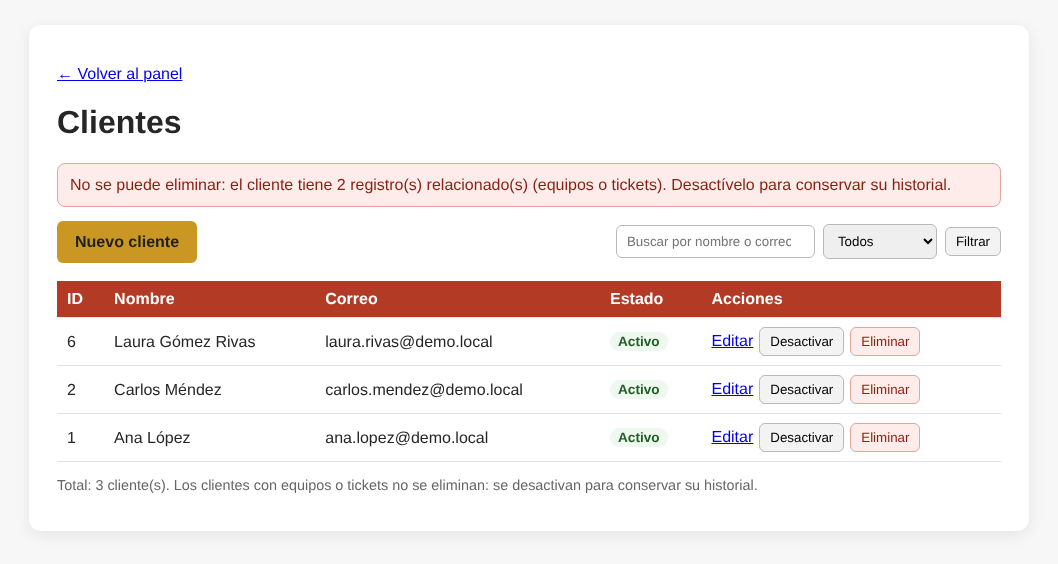 ← Volver al panel
Clientes
No se puede eliminar: el cliente tiene 2 registro(s) relacionado(s) (equipos o tickets). Desactívelo para conservar su historial.
Nuevo cliente Buscar por nombre o correc Todos Filtrar
ID Nombre Correo Estado Acciones
6 Laura Gómez Rivas laura.rivas@demo.local Activo Editar Desactivar Eliminar
2 Carlos Méndez carlos.mendez@demo.local Activo Editar Desactivar Eliminar
1 Ana López ana.lopez@demo.local Activo Editar Desactivar Eliminar
Total: 3 cliente(s). Los clientes con equipos o tickets no se eliminan: se desactivan para conservar su historial.